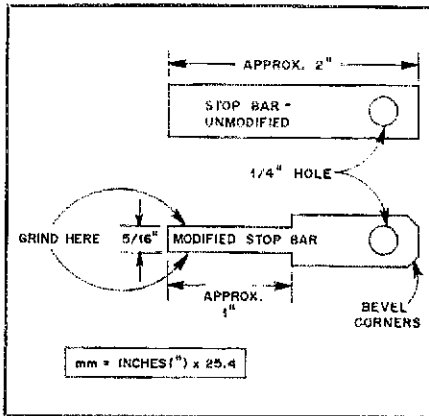 APPROX. 2"
STOP BAR -
UNMODIFIED
1/4" HOLE
GRIND HERE
5/16"
MODIFIED STOP BAR
APPROX.
1"
BEVEL
CORNERS
mm = INCHES(") x 25.4